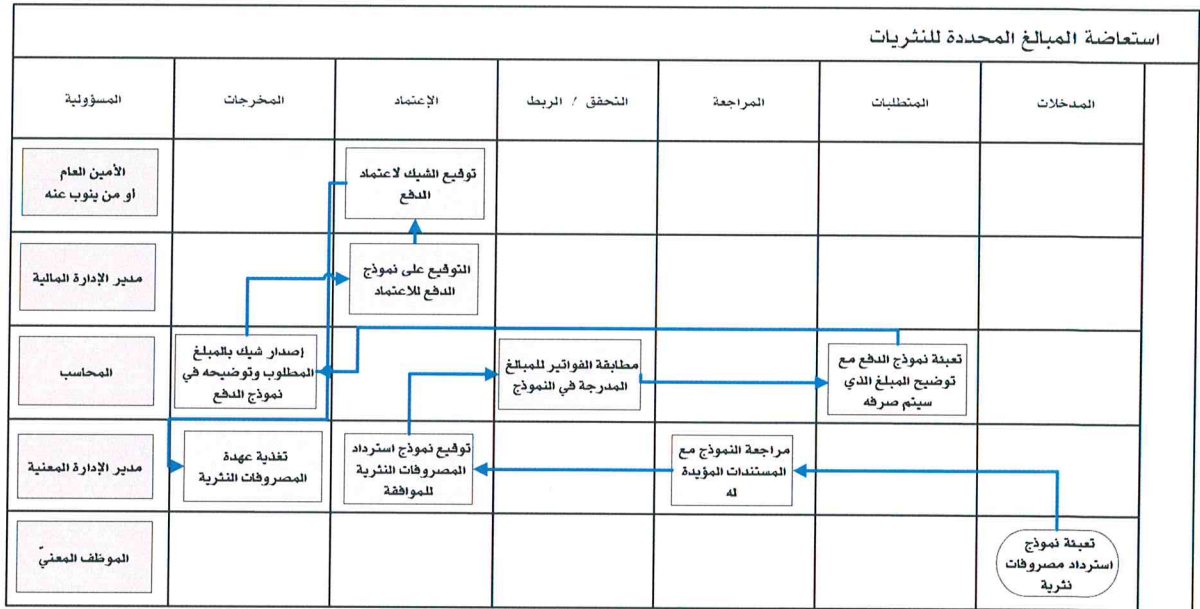 استعاضة المبالغ المحددة للنثريات
المدخلات
المتطلبات
المراجعة
التحقق / الربط
الإعتماد
المخرجات
المسؤولية
توقيع الشيك لاعتماد
الدفع
الأمين العام
او من ينوب عنه
التوقيع على نموذج
الدفع للاعتماد
مدير الإدارة المالية
تعبئة نموذج الدفع مع
توضيح المبلغ الذي
سيتم صرفه
مطابقة الفواتير للمبالغ
المدرجة في النموذج
إصدار شيك بالمبلغ
المطلوب وتوضيحه في
نموذج الدفع
المحاسب
مراجعة النموذج مع
المستندات المؤيدة
له
توقيع نموذج استرداد
المصروفات النثرية
للموافقة
تغذية عهدة
المصروفات النثرية
مدير الإدارة المعنية
تعبئة نموذج
استرداد مصروفات
نثرية
الموظف المعنيّ